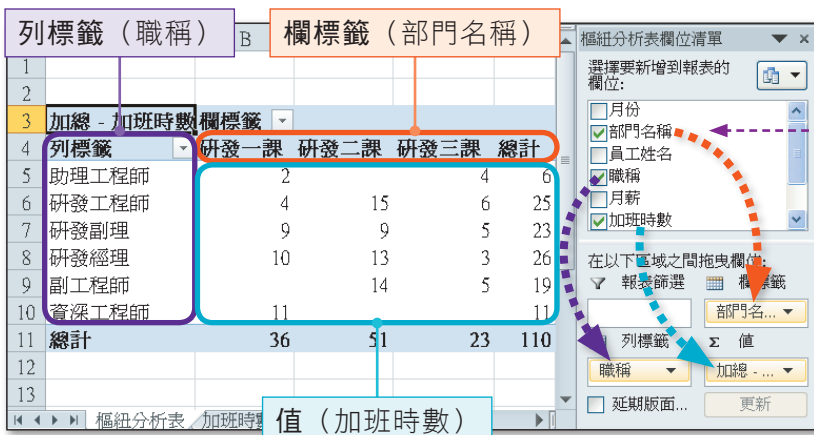 列標籤（職稱）
B
欄標籤（部門名稱）
1
2
3 加總 - 加班時數 欄標籤
4 列標籤 研發一課 研發二課 研發三課 總計
5 助理工程師 2 4 6
6 研發工程師 4 15 6 25
7 研發副理 9 9 5 23
8 研發經理 10 13 3 26
9 副工程師 14 5 19
10 資深工程師 11 11
11 總計 36 51 23 110
12
13
樞紐分析表 加班時
值（加班時數）
樞紐分析表欄位清單
選擇要新增到報表的
欄位:
月份
部門名稱
員工姓名
職稱
月薪
加班時數
在以下區域之間拖曳欄位:
報表篩選 欄標籤
部門名...
列標籤 Σ 值
職稱 加總 - ...
延期版面... 更新